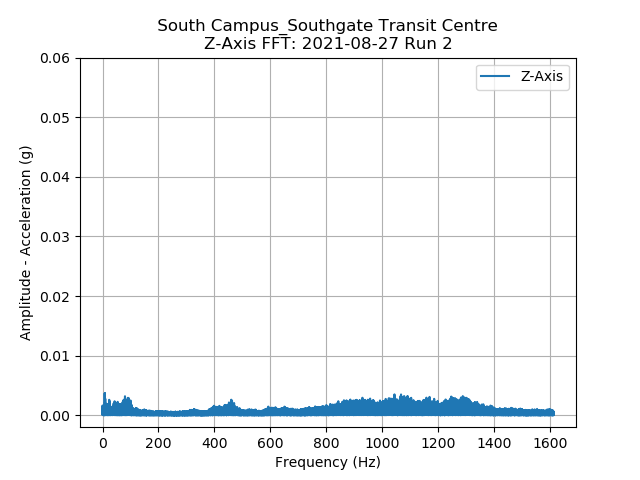 South Campus_Southgate Transit Centre
Z-Axis FFT: 2021-08-27 Run 2
Z-Axis
0.06
0.05
0.04
0.03
0.02
0.01
0.00
Amplitude - Acceleration (g)
0 200 400 600 800 1000 1200 1400 1600
Frequency (Hz)